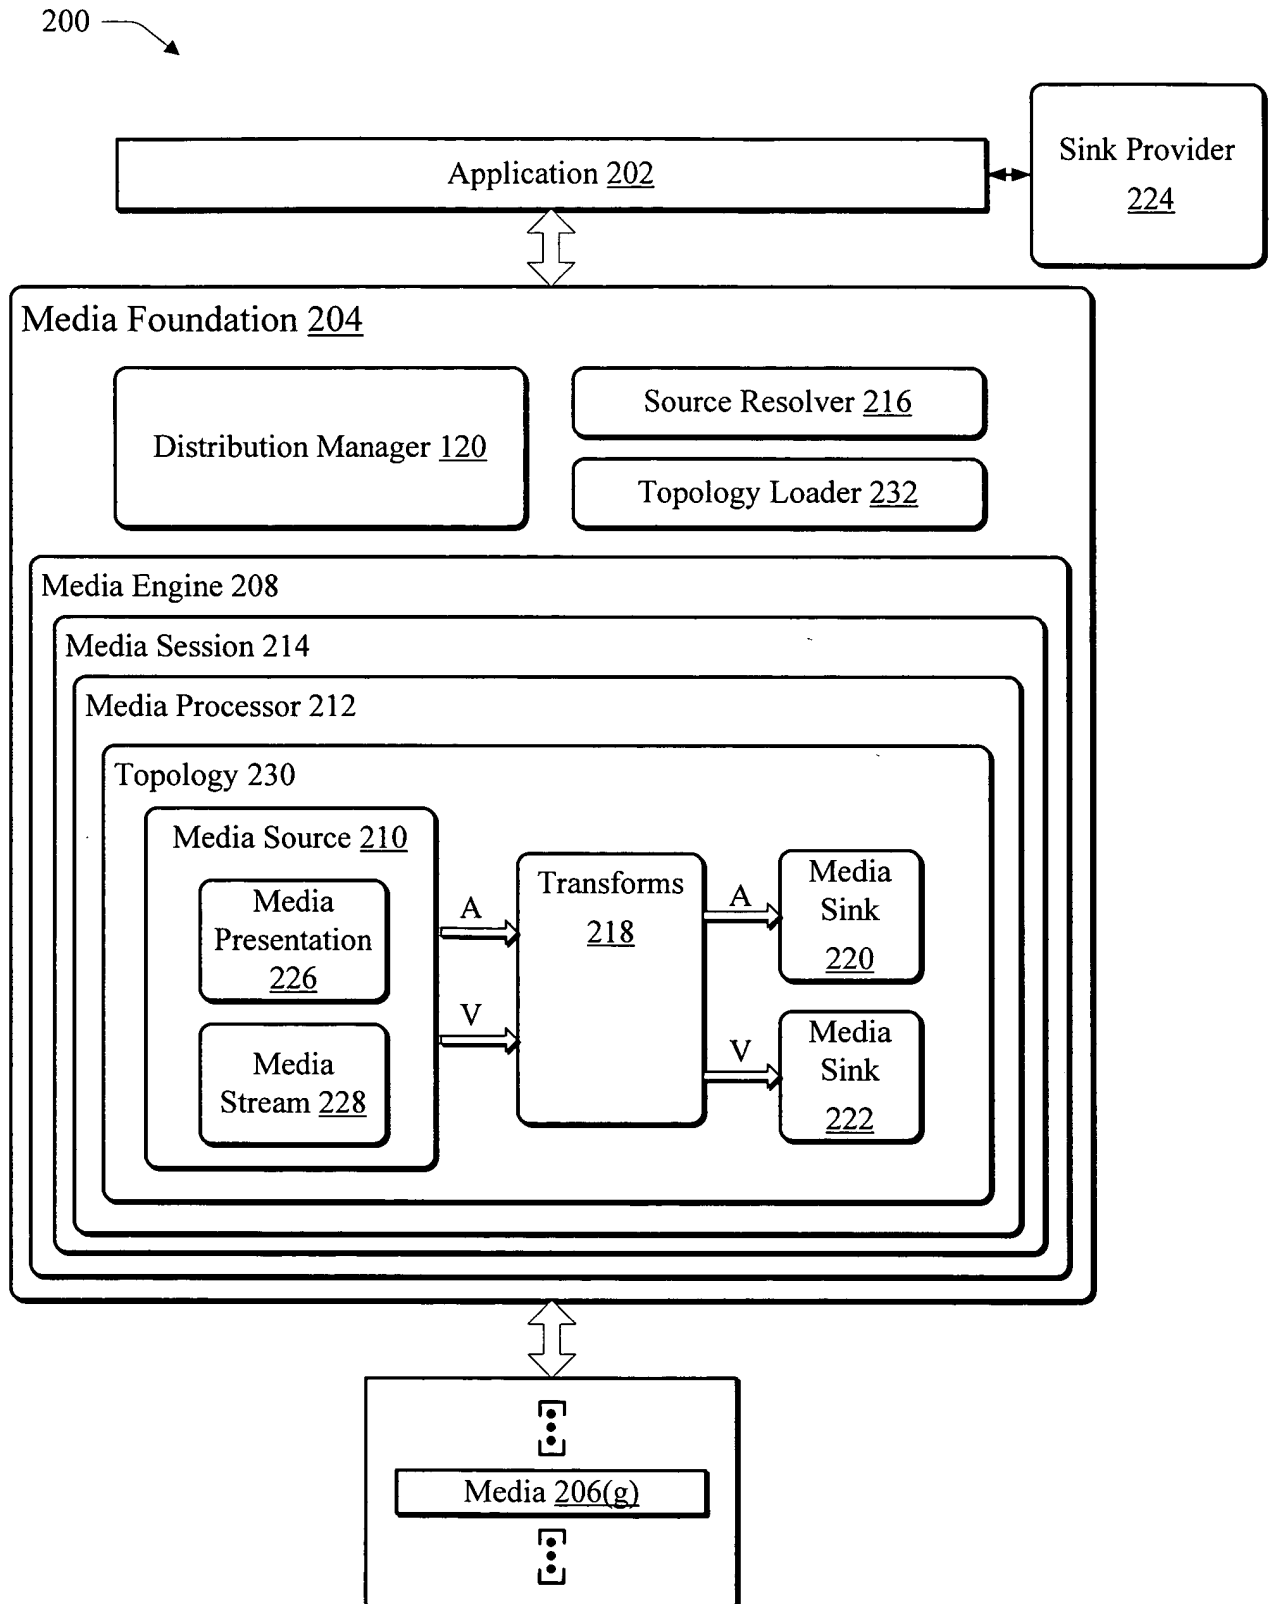 200
Application 202
Sink Provider
224
Media Foundation 204
Distribution Manager 120
Source Resolver 216
Topology Loader 232
Media Engine 208
Media Session 214
Media Processor 212
Topology 230
Media Source 210
Media
Presentation
226
Media
Stream 228
A
V
Transforms
218
A
V
Media
Sink
220
Media
Sink
222
Media 206(g)